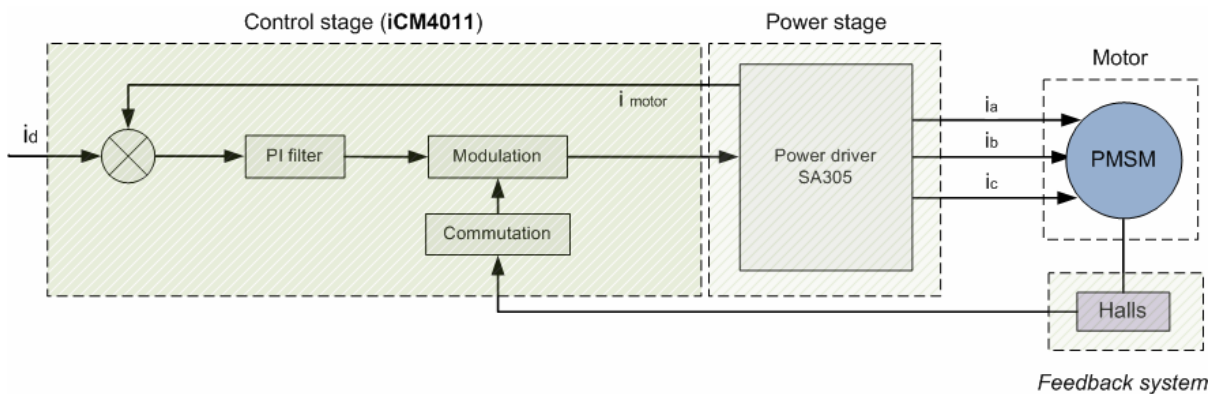 Control stage (iCM4011)
Power stage
Motor
i motor
id
PI filter
Modulation
Commutation
Power driver
SA305
ia
ib
ic
PMSM
Halls
Feedback system